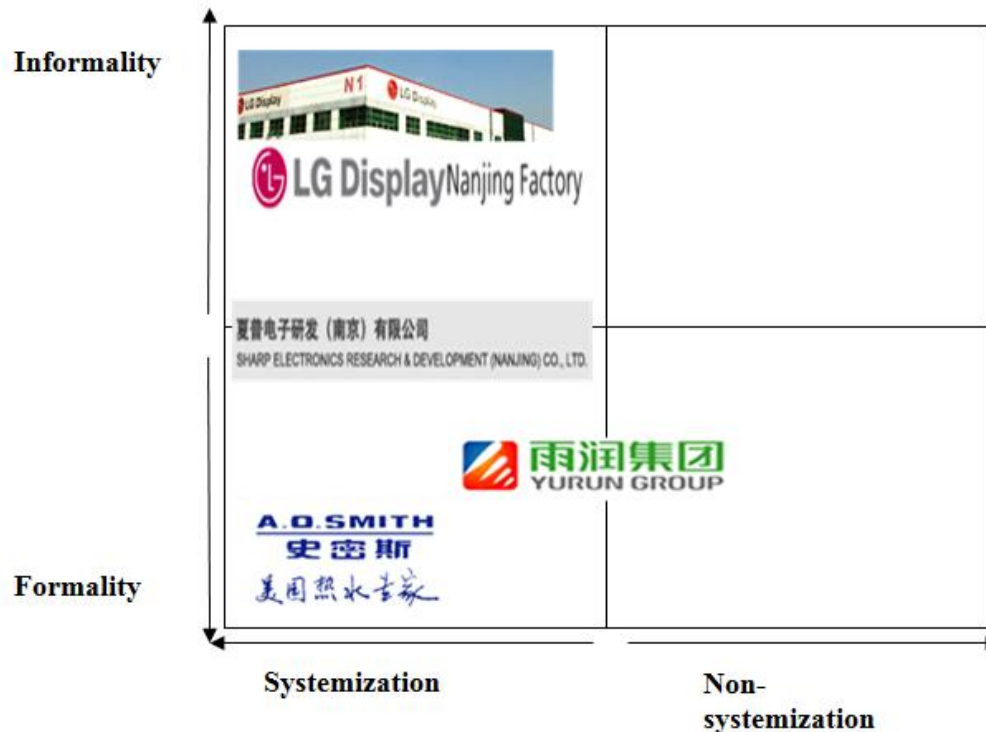 Informality
N1
LG Display
LG Display
LG Display Nanjing Factory
夏普电子研发（南京）有限公司
SHARP ELECTRONICS RESEARCH & DEVELOPMENT (NANJING) CO., LTD.
雨润集团
YURUN GROUP
A.O.SMITH
史密斯
美国热水专家
Formality
Systemization
Non-
systemization